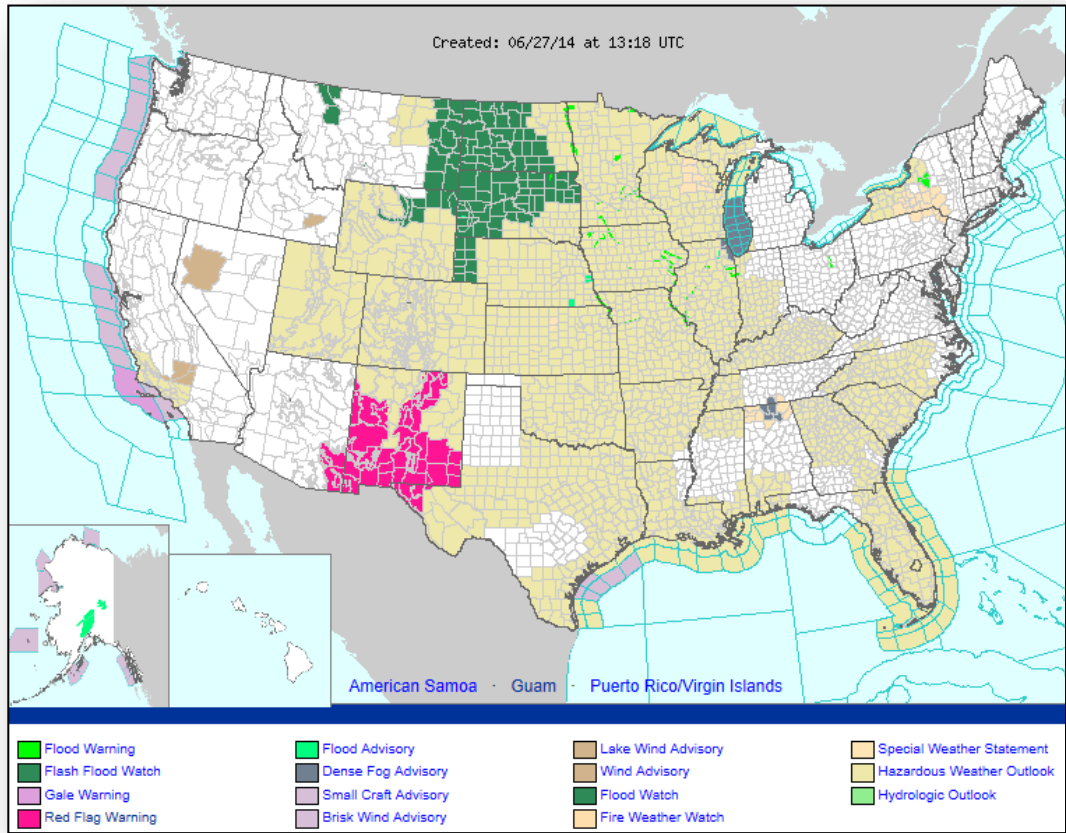 Created: 06/27/14 at 13:18 UTC
American Samoa · Guam · Puerto Rico/Virgin Islands
Flood Warning
Flash Flood Watch
Gale Warning
Red Flag Warning
Flood Advisory
Dense Fog Advisory
Small Craft Advisory
Brisk Wind Advisory
Lake Wind Advisory
Wind Advisory
Flood Watch
Fire Weather Watch
Special Weather Statement
Hazardous Weather Outlook
Hydrologic Outlook